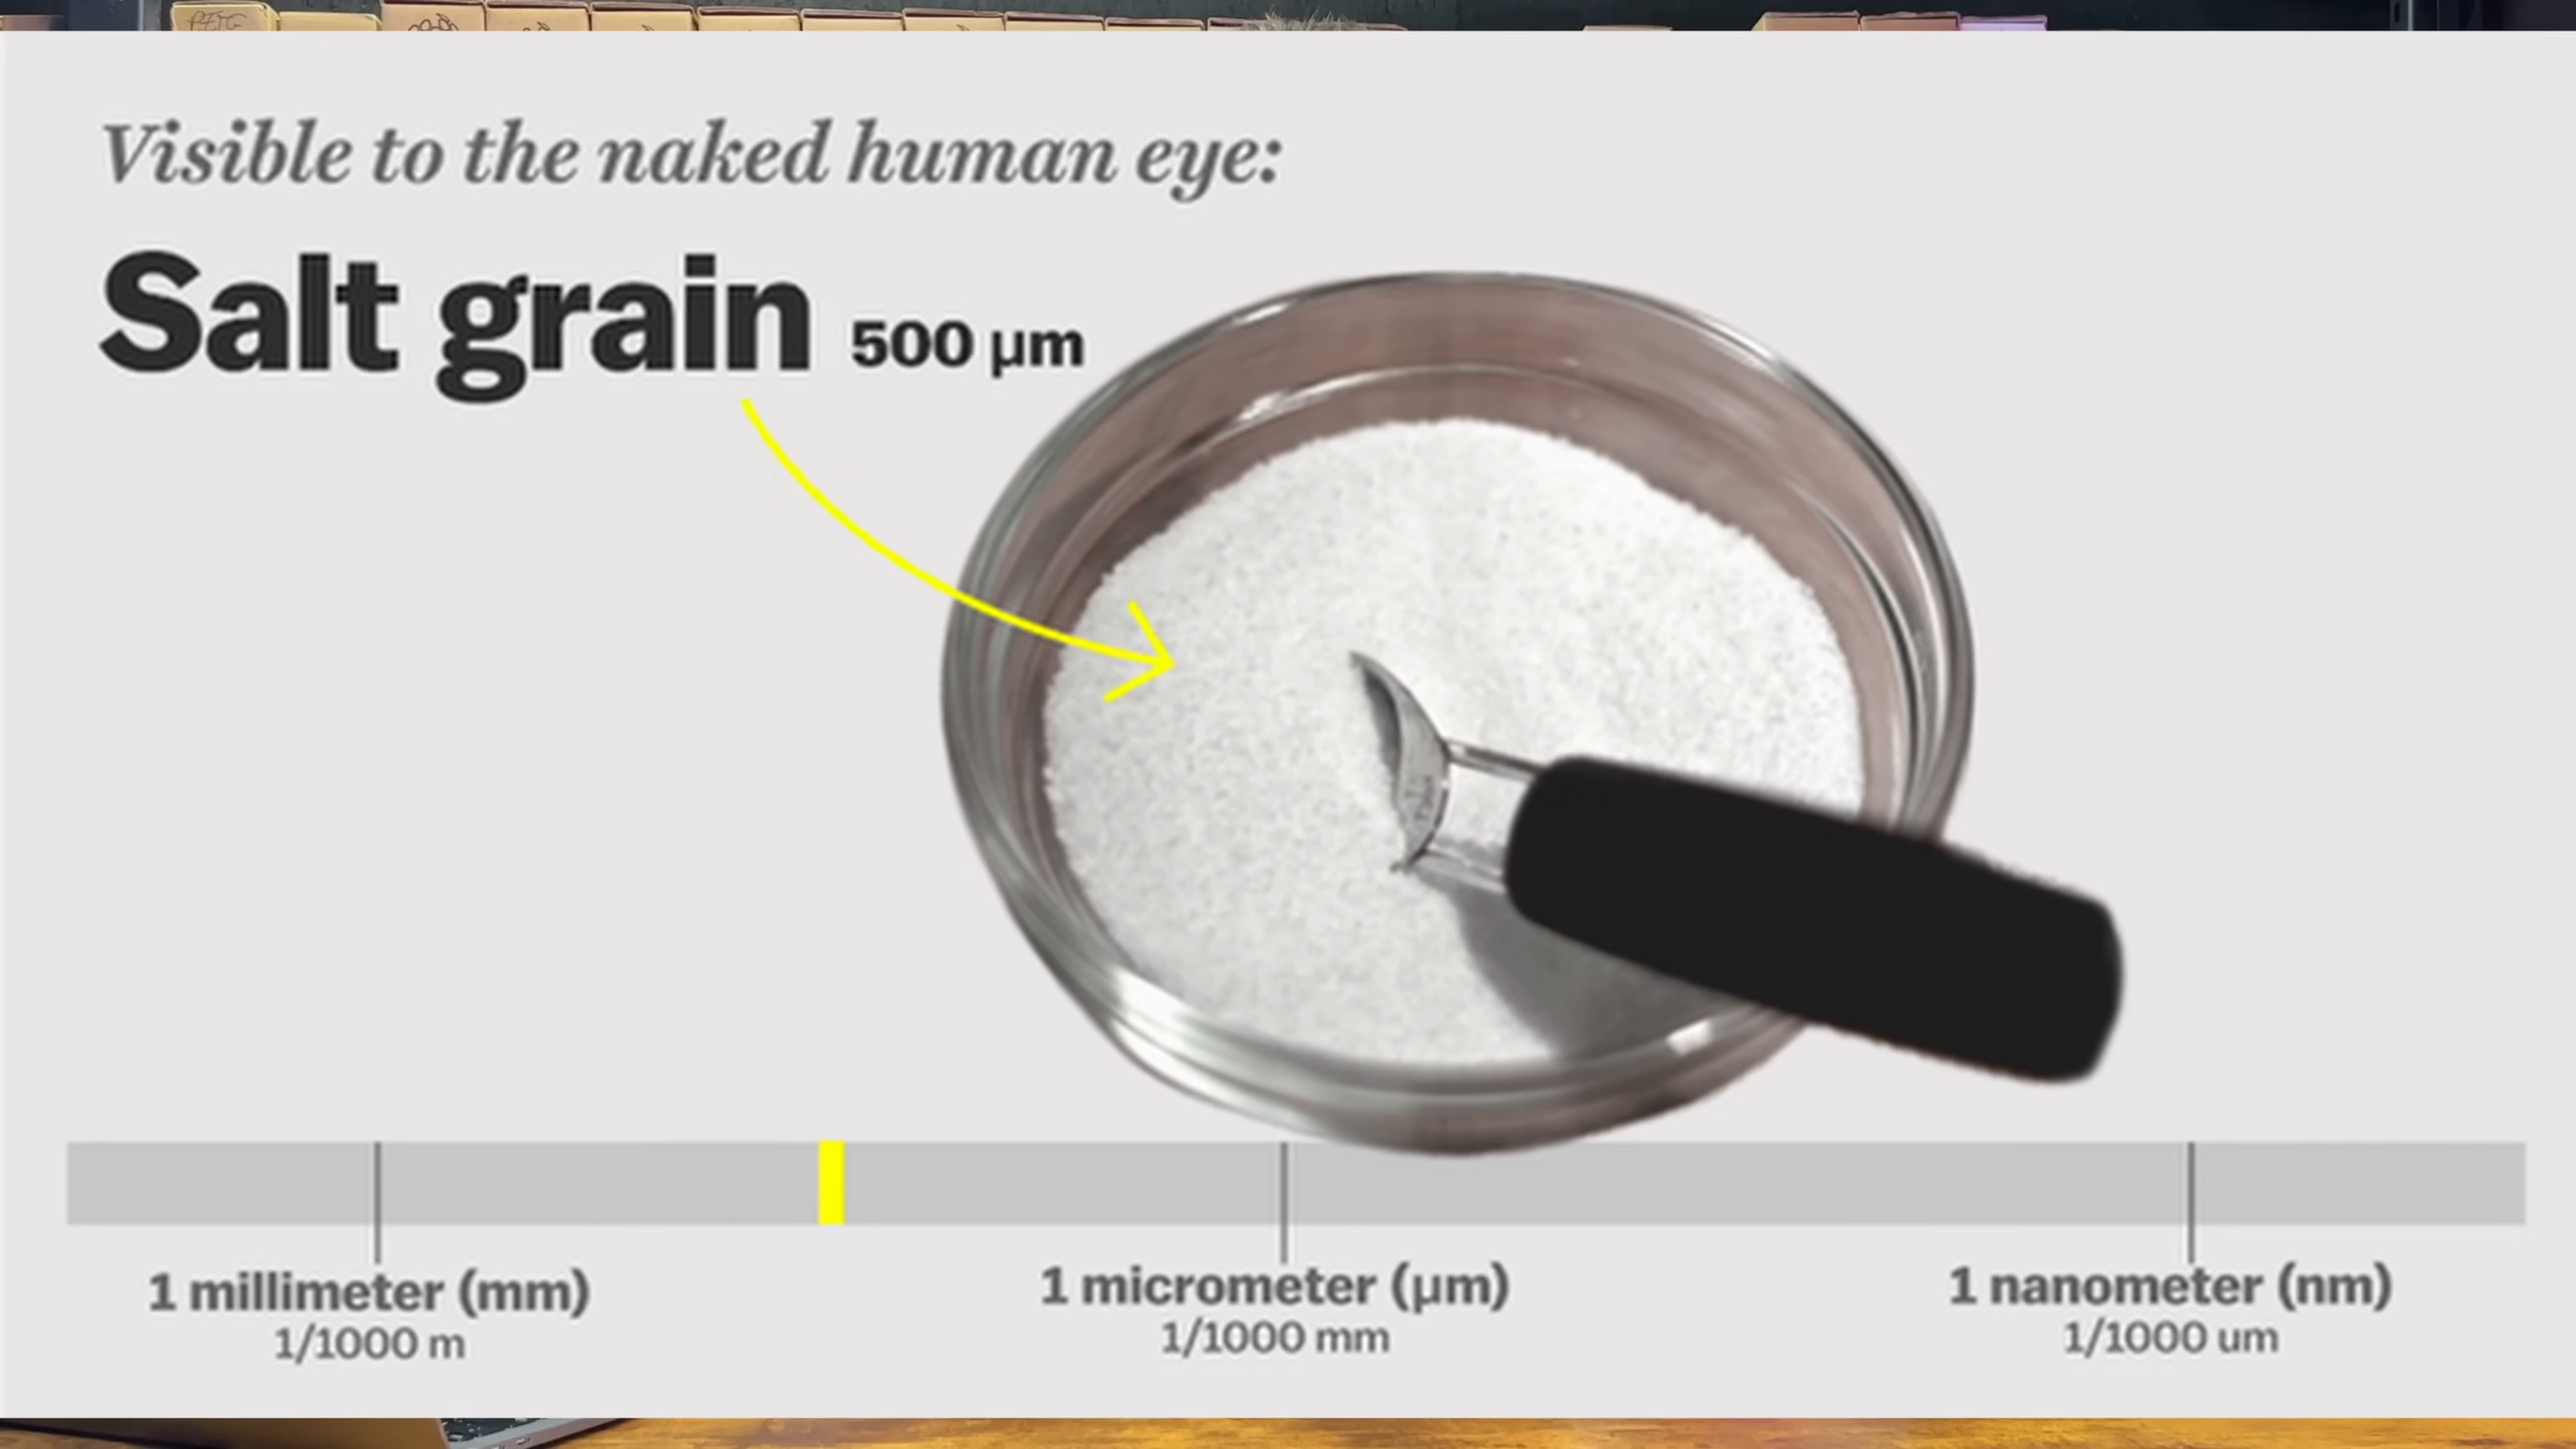 PETG
Visible to the naked human eye:
Salt grain 500 μm
1 millimeter (mm)
1/1000 m
1 micrometer (μm)
1/1000 mm
1 nanometer (nm)
1/1000 um